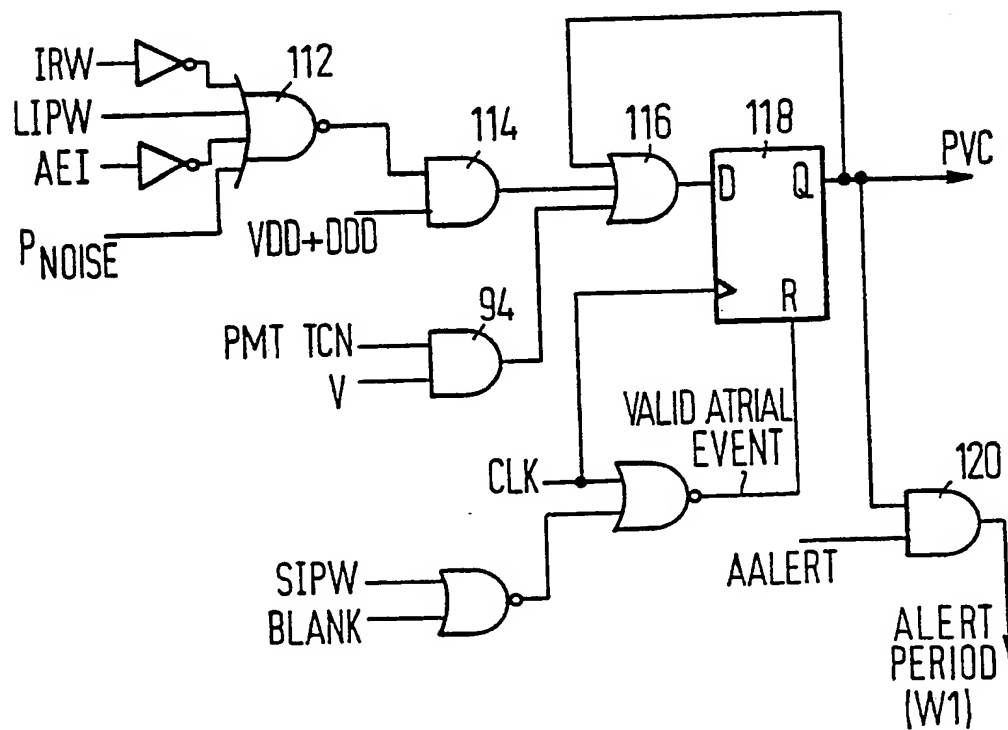 IRW
112
LIPW
AEI
114
116
118
PVC
D
Q
VDD+DDD
PNOISE
R
94
PMT TCN
V
VALID ATRIAL
EVENT
CLK
120
SIPW
AALERT
BLANK
ALERT
PERIOD
(W1)